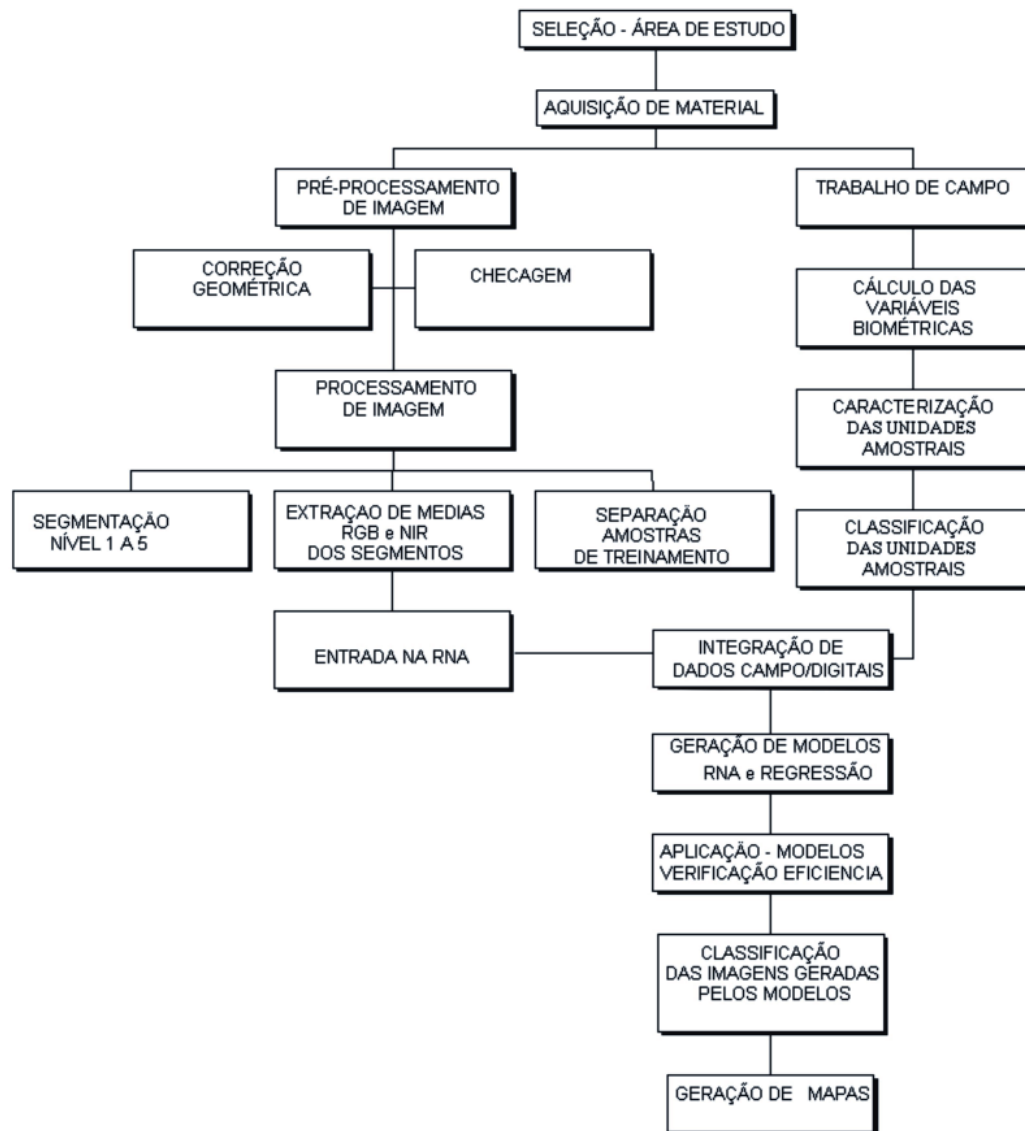 SELEÇÃO - ÁREA DE ESTUDO
AQUISIÇÃO DE MATERIAL
PRÉ-PROCESSAMENTO
DE IMAGEM
TRABALHO DE CAMPO
CORREÇÃO
GEOMÉTRICA
CHECAGEM
CÁLCULO DAS
VARIÁVEIS
BIOMÉTRICAS
PROCESSAMENTO
DE IMAGEM
CARACTERIZAÇÃO
DAS UNIDADES
AMOSTRAIS
SEGMENTAÇÃO
NÍVEL 1 A 5
EXTRAÇAO DE MEDIAS
RGB e NIR
DOS SEGMENTOS
SEPARAÇÃO
AMOSTRAS
DE TREINAMENTO
CLASSIFICAÇÃO
DAS UNIDADES
AMOSTRAIS
ENTRADA NA RNA
INTEGRAÇÃO DE
DADOS CAMPO/DIGITAIS
GERAÇÃO DE MODELOS
RNA e REGRESSÃO
APLICAÇÃO - MODELOS
VERIFICAÇÃO EFICIENCIA
CLASSIFICAÇÃO
DAS IMAGENS GERADAS
PELOS MODELOS
GERAÇÃO DE MAPAS